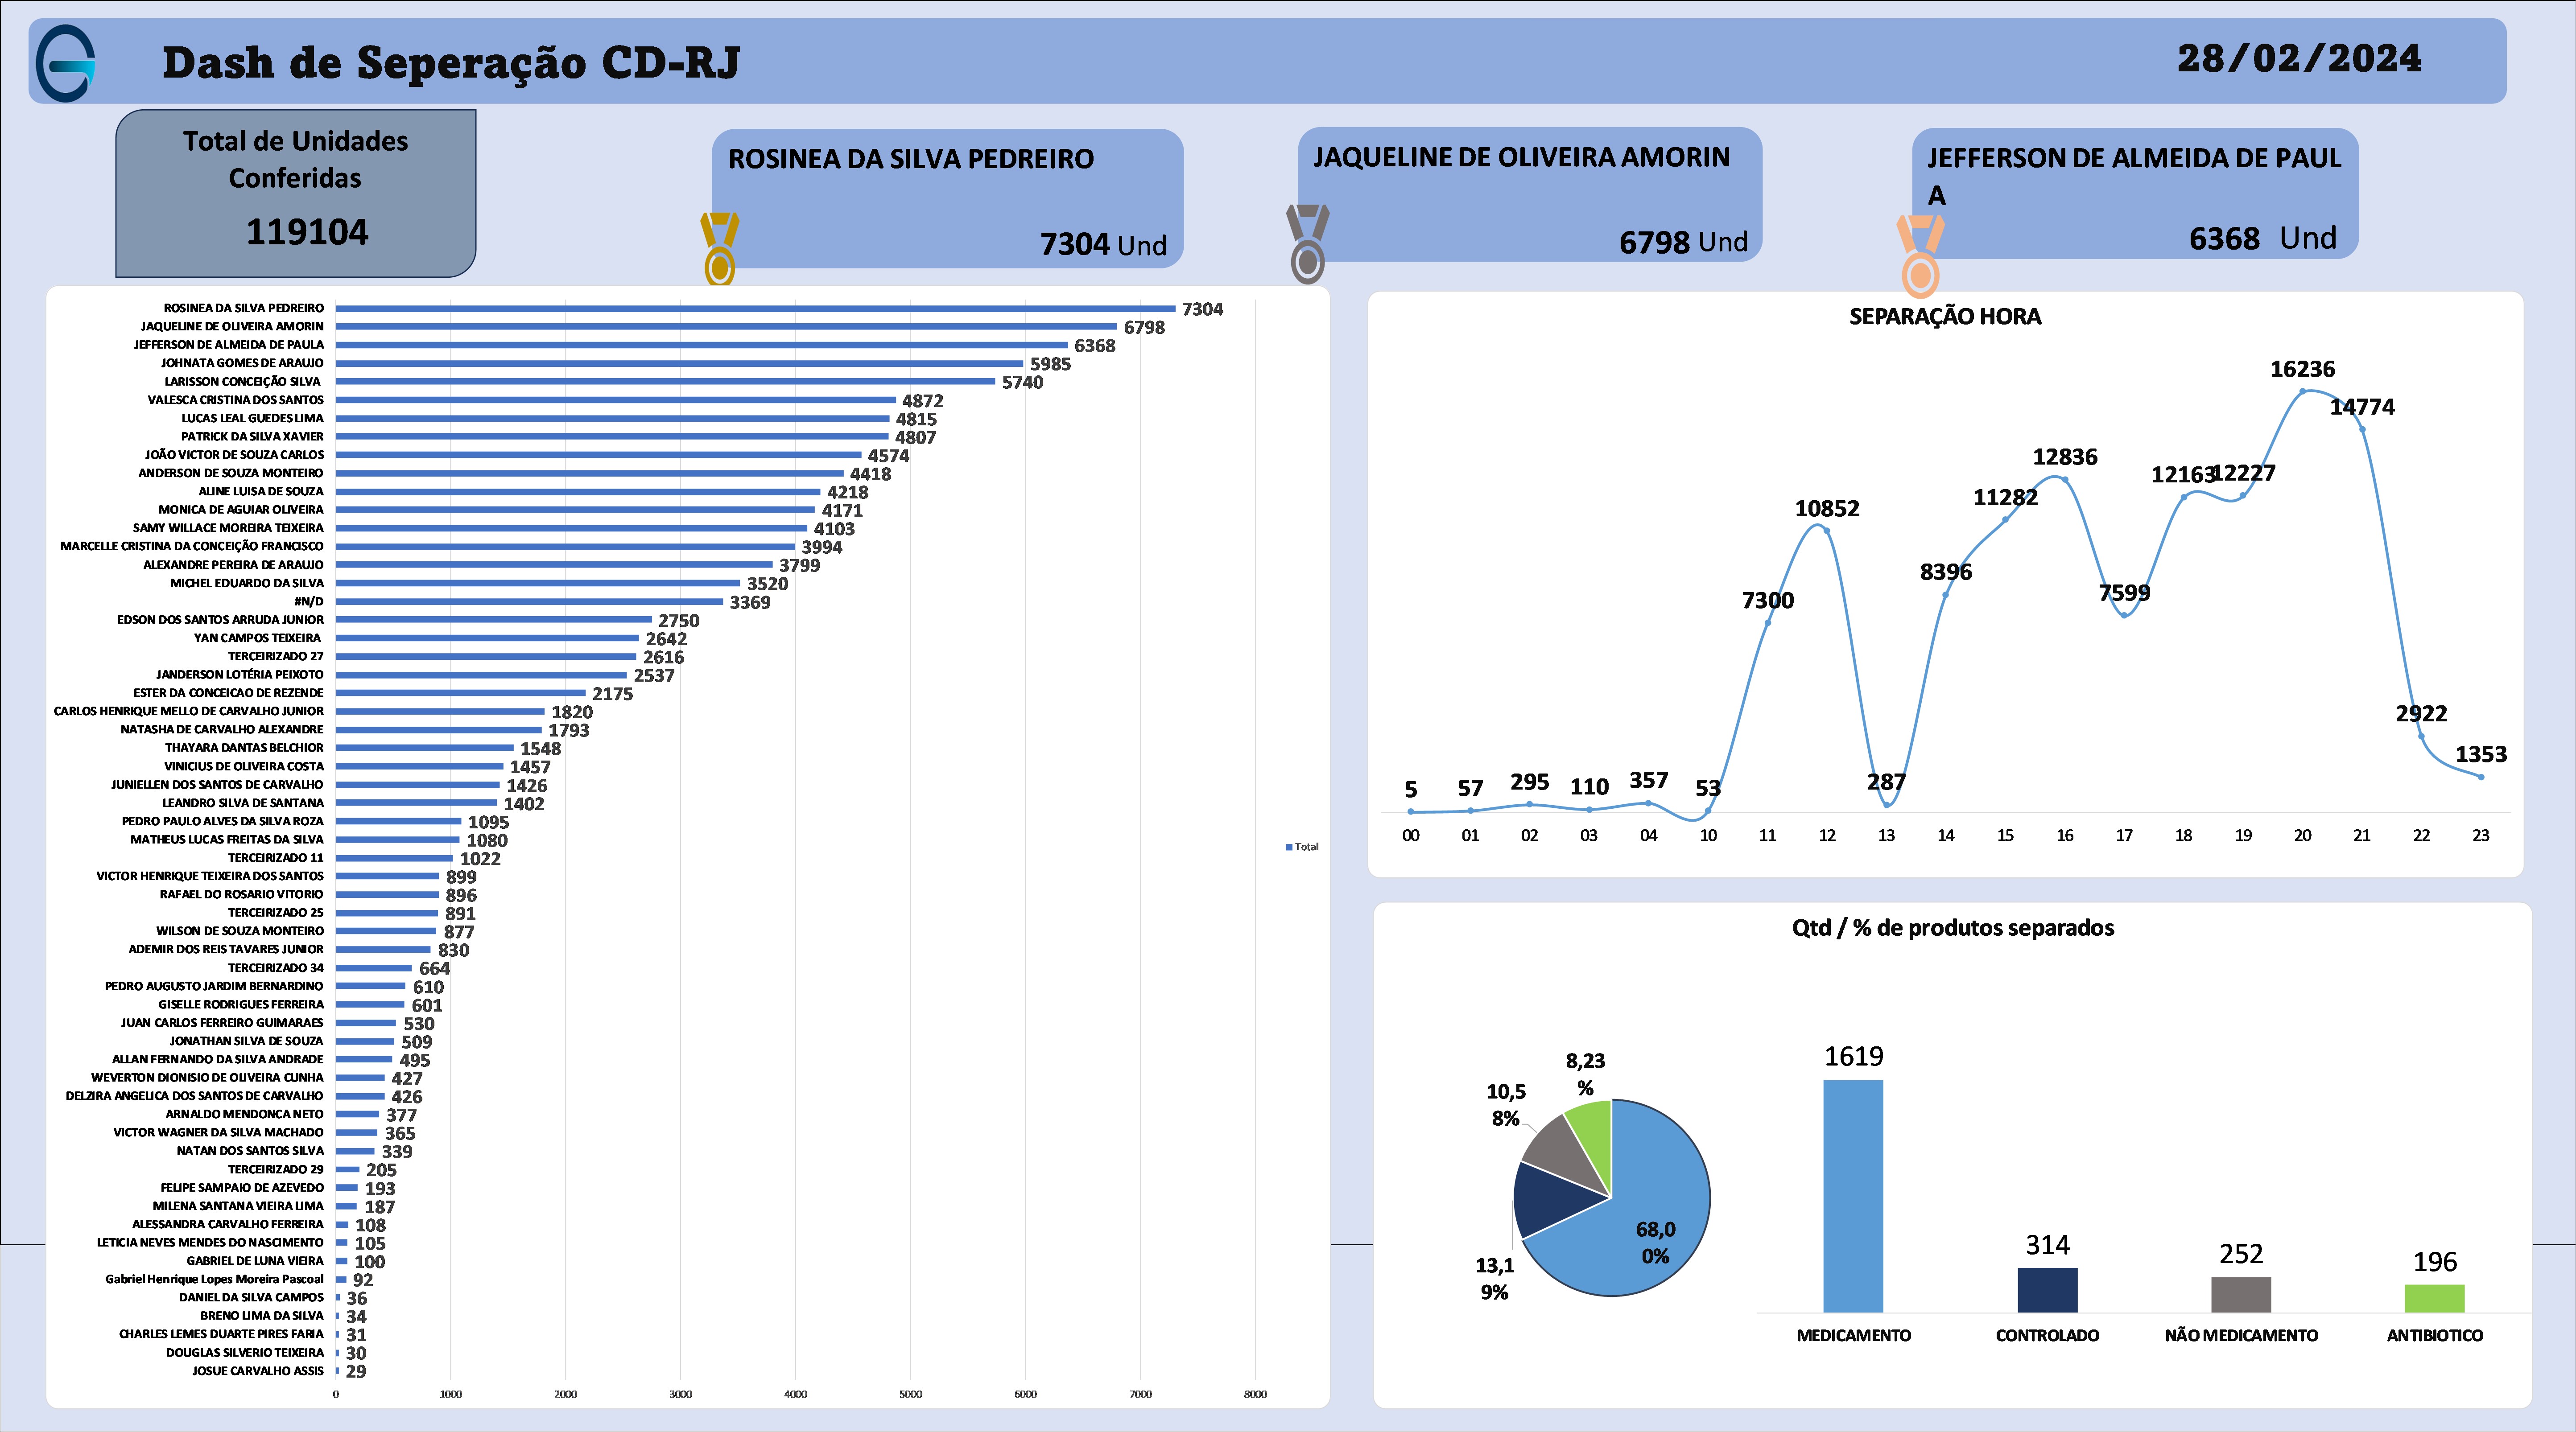 Dash de Seperação CD-RJ
28/02/2024
Total de Unidades
Conferidas
119104
ROSINEA DA SILVA PEDREIRO
7304 Und
JAQUELINE DE OLIVEIRA AMORIN
6798 Und
JEFFERSON DE ALMEIDA DE PAUL
A
6368 Und
ROSINEA DA SILVA PEDREIRO 7304
JAQUELINE DE OLIVEIRA AMORIN 6798
JEFFERSON DE ALMEIDA DE PAULA 6368
JOHNATA GOMES DE ARAUJO 5985
LARISSON CONCEIÇÃO SILVA 5740
VALESCA CRISTINA DOS SANTOS 4872
LUCAS LEAL GUEDES LIMA 4815
PATRICK DA SILVA XAVIER 4807
JOÃO VICTOR DE SOUZA CARLOS 4574
ANDERSON DE SOUZA MONTEIRO 4418
ALINE LUISA DE SOUZA 4218
MONICA DE AGUIAR OLIVEIRA 4171
SAMY WILLACE MOREIRA TEIXEIRA 4103
MARCELLE CRISTINA DA CONCEIÇÃO FRANCISCO 3994
ALEXANDRE PEREIRA DE ARAUJO 3799
MICHEL EDUARDO DA SILVA 3520
#N/D 3369
EDSON DOS SANTOS ARRUDA JUNIOR 2750
YAN CAMPOS TEIXEIRA 2642
TERCEIRIZADO 27 2616
JANDERSON LOTÉRIA PEIXOTO 2537
ESTER DA CONCEICAO DE REZENDE 2175
CARLOS HENRIQUE MELLO DE CARVALHO JUNIOR 1820
NATASHA DE CARVALHO ALEXANDRE 1793
THAYARA DANTAS BELCHIOR 1548
VINICIUS DE OLIVEIRA COSTA 1457
JUNIELLEN DOS SANTOS DE CARVALHO 1426
LEANDRO SILVA DE SANTANA 1402
PEDRO PAULO ALVES DA SILVA ROZA 1095
MATHEUS LUCAS FREITAS DA SILVA 1080
TERCEIRIZADO 11 1022
VICTOR HENRIQUE TEIXEIRA DOS SANTOS 899
RAFAEL DO ROSARIO VITORIO 896
TERCEIRIZADO 25 891
WILSON DE SOUZA MONTEIRO 877
ADEMIR DOS REIS TAVARES JUNIOR 830
TERCEIRIZADO 34 664
PEDRO AUGUSTO JARDIM BERNARDINO 610
GISELLE RODRIGUES FERREIRA 601
JUAN CARLOS FERREIRO GUIMARAES 530
JONATHAN SILVA DE SOUZA 509
ALLAN FERNANDO DA SILVA ANDRADE 495
WEVERTON DIONISIO DE OLIVEIRA CUNHA 427
DELZIRA ANGELICA DOS SANTOS DE CARVALHO 426
ARNALDO MENDONCA NETO 377
VICTOR WAGNER DA SILVA MACHADO 365
NATAN DOS SANTOS SILVA 339
TERCEIRIZADO 29 205
FELIPE SAMPAIO DE AZEVEDO 193
MILENA SANTANA VIEIRA LIMA 187
ALESSANDRA CARVALHO FERREIRA 108
LETICIA NEVES MENDES DO NASCIMENTO 105
GABRIEL DE LUNA VIEIRA 100
Gabriel Henrique Lopes Moreira Pascoal 92
DANIEL DA SILVA CAMPOS 36
BRENO LIMA DA SILVA 34
CHARLES LEMES DUARTE PIRES FARIA 31
DOUGLAS SILVERIO TEIXEIRA 30
JOSUE CARVALHO ASSIS 29
0 1000 2000 3000 4000 5000 6000 7000 8000
Total
SEPARAÇÃO HORA
5 57 295 110 357 53 7300 10852 287 8396 11282 12836 7599 12163 12227 16236 14774 2922 1353
00 01 02 03 04 10 11 12 13 14 15 16 17 18 19 20 21 22 23
Qtd / % de produtos separados
8,23
%
10,5
8%
13,1
9%
68,0
0%
1619 314 252 196
MEDICAMENTO CONTROLADO NÃO MEDICAMENTO ANTIBIOTICO